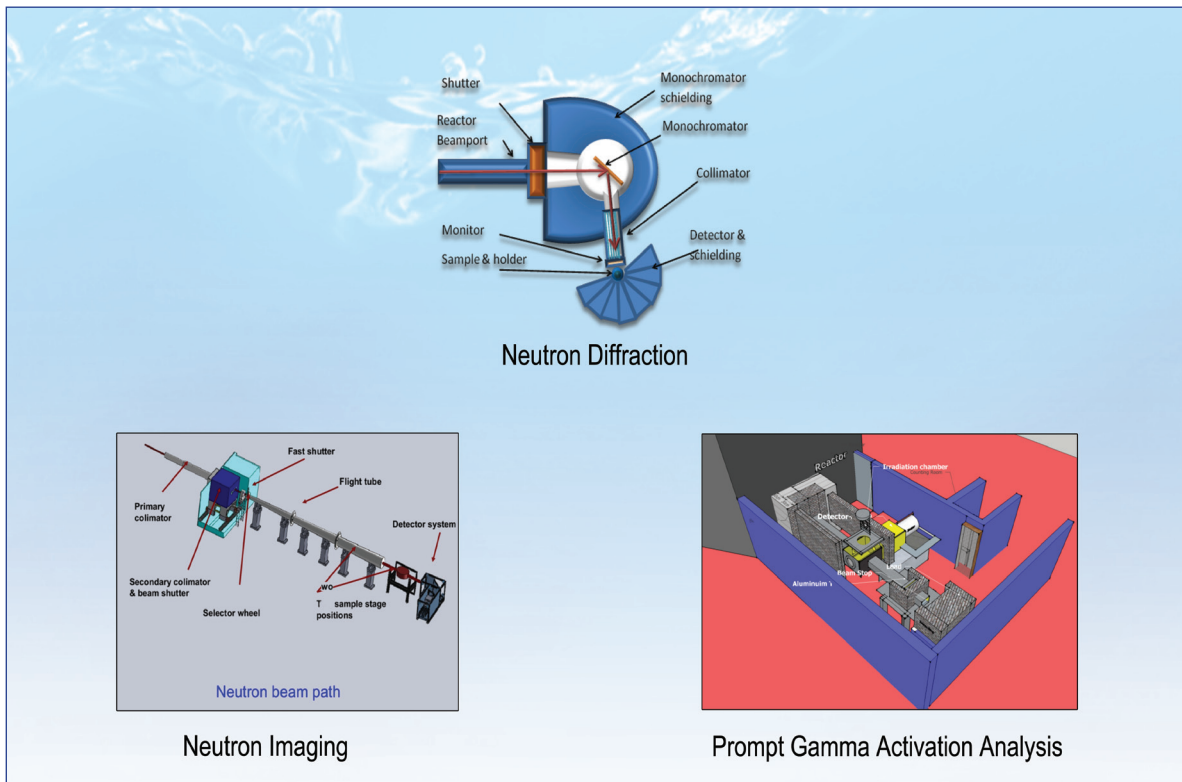 Shutter
Reactor
Beamport
Monochromator
schielding
Monochromator
Collimator
Monitor
Sample & holder
Detector &
schielding
Neutron Diffraction
Fast shutter
Flight tube
Primary
colimator
Detector system
Secondary colimator
& beam shutter
Selector wheel
wo
T sample stage
positions
Neutron beam path
Neutron Imaging
Reactor
Irradiation chamber
Detector
Beam Stop
Lead
Aluminuim
Prompt Gamma Activation Analysis